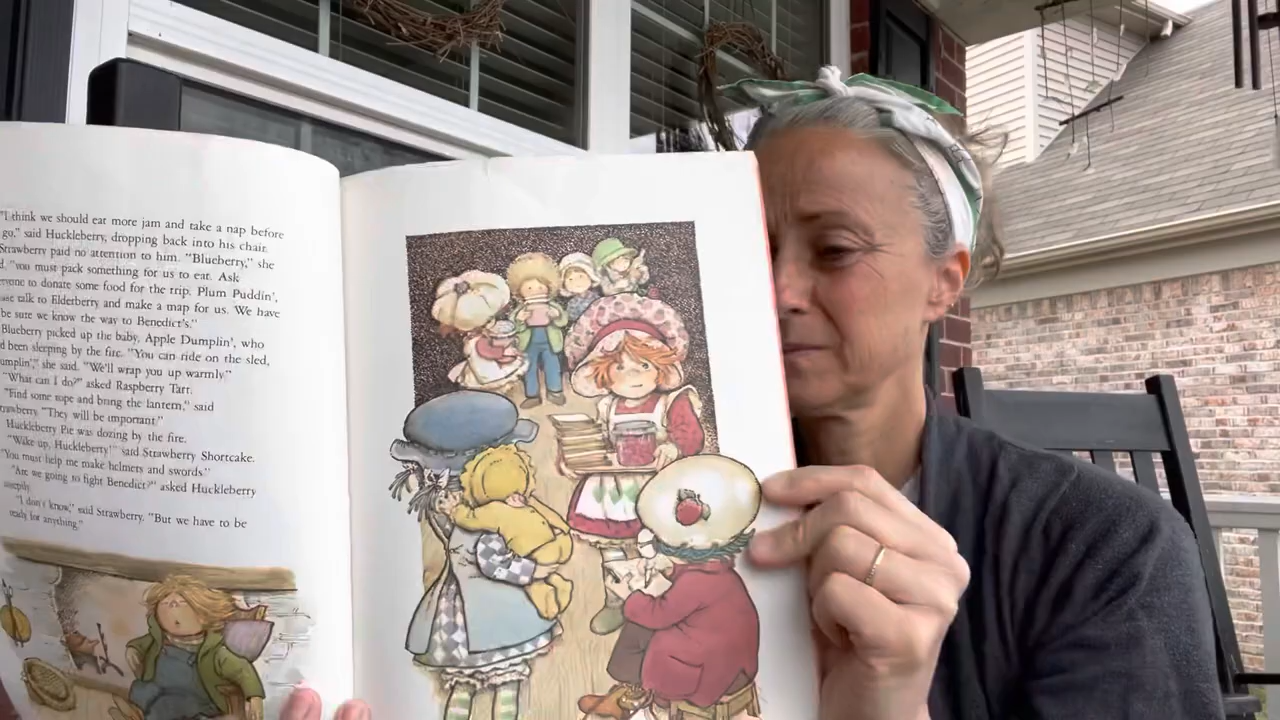 "I think we should eat more jam and take a nap before
go," said Huckleberry, dropping back into his chair.
Strawberry paid no attention to him. "Blueberry," she
"you must pack something for us to eat. Ask
to donate some food for the trip. Plum Puddin',
talk to Elderberry and make a map for us. We have
be sure we know the way to Benedict's."
Blueberry picked up the baby, Apple Dumplin', who
been sleeping by the fire. "You can ride on the sled,
she said. "We'll wrap you up warmly."
"What can I do?" asked Raspberry Tart.
"Find some rope and bring the lantern," said
"They will be important."
Huckleberry Pie was dozing by the fire.
"Wake up, Huckleberry!" said Strawberry Shortcake.
"You must help me make helmets and swords."
"Are we going to fight Benedict?" asked Huckleberry
"I don't know," said Strawberry. "But we have to be
ready for anything."